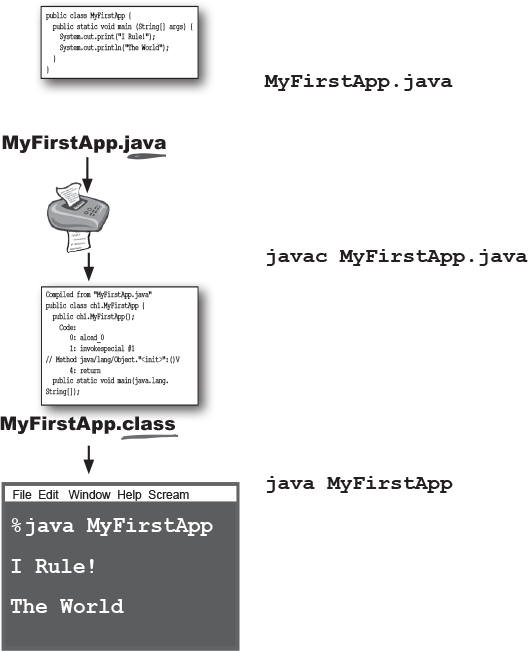 public class MyFirstApp {
public static void main (String[] args) {
System.out.print("I Rule!");
System.out.println("The World");
}
}
MyFirstApp.java
MyFirstApp.java
javac MyFirstApp.java
Compiled from "MyFirstApp.java"
public class ch1.MyFirstApp {
public ch1.MyFirstApp();
Code:
0: aload_0
1: invokespecial #1
// Method java/lang/Object."<init>":()V
4: return
public static void main(java.lang.
String[]);
MyFirstApp.class
java MyFirstApp
File Edit Window Help Scream
%java MyFirstApp
I Rule!
The World